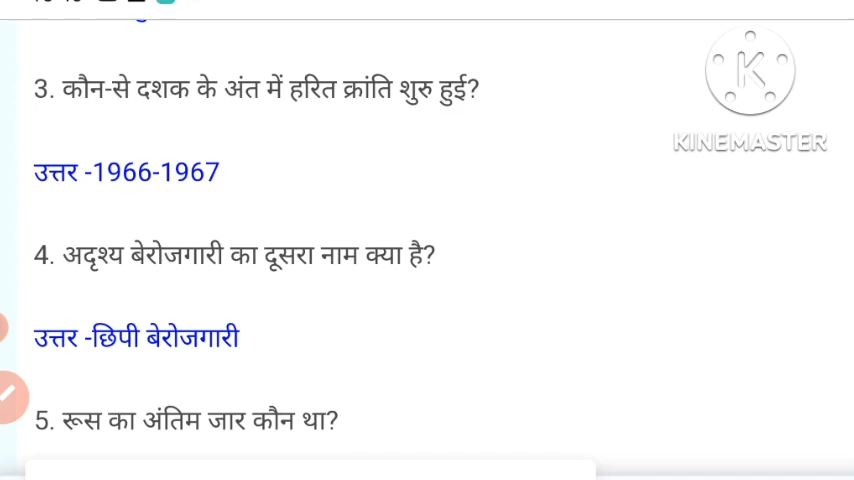 3. कौन-से दशक के अंत में हरित क्रांति शुरु हुई?
KINEMASTER
उत्तर -1966-1967
4. अदृश्य बेरोजगारी का दूसरा नाम क्या है?
उत्तर -छिपी बेरोजगारी
5. रूस का अंतिम जार कौन था?